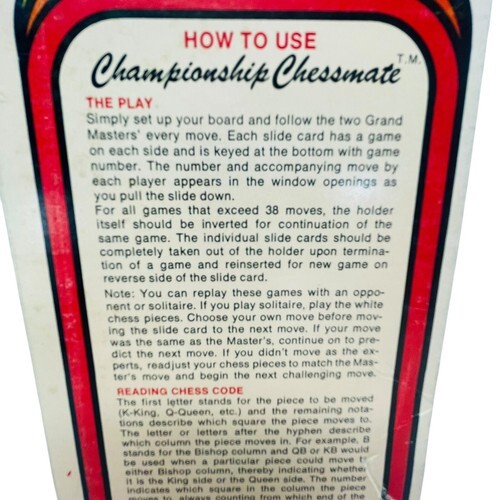 HOW TO USE
Championship Chessmate T.M.
THE PLAY
Simply set up your board and follow the two Grand
Masters' every move. Each slide card has a game
on each side and is keyed at the bottom with game
number. The number and accompanying move by
each player appears in the window openings as
you pull the slide down.
For all games that exceed 38 moves, the holder
itself should be inverted for continuation of the
same game. The individual slide cards should be
completely taken out of the holder upon termina-
tion of a game and reinserted for new game on
reverse side of the slide card.
Note: You can replay these games with an oppo-
nent or solitaire. If you play solitaire, play the white
chess pieces. Choose your own move before mov-
ing the slide card to the next move. If your move
was the same as the Master's, continue on to pre-
dict the next move. If you didn't move as the ex-
perts, readjust your chess pieces to match the Mas-
ter's move and begin the next challenging move.
READING CHESS CODE
The first letter stands for the piece to be moved
(K-King, Q-Queen, etc.) and the remaining nota-
tions describe which square the piece moves to.
The letter or letters after the hyphen describe
which column the piece moves in. For example, B
stands for the Bishop column and QB or KB would
be used when a particular piece could move t
either Bishop column, thereby indicating whether
it is the King side or the Queen side. The number
indicates which square in the column the piece
moves to, always counting from which end of the